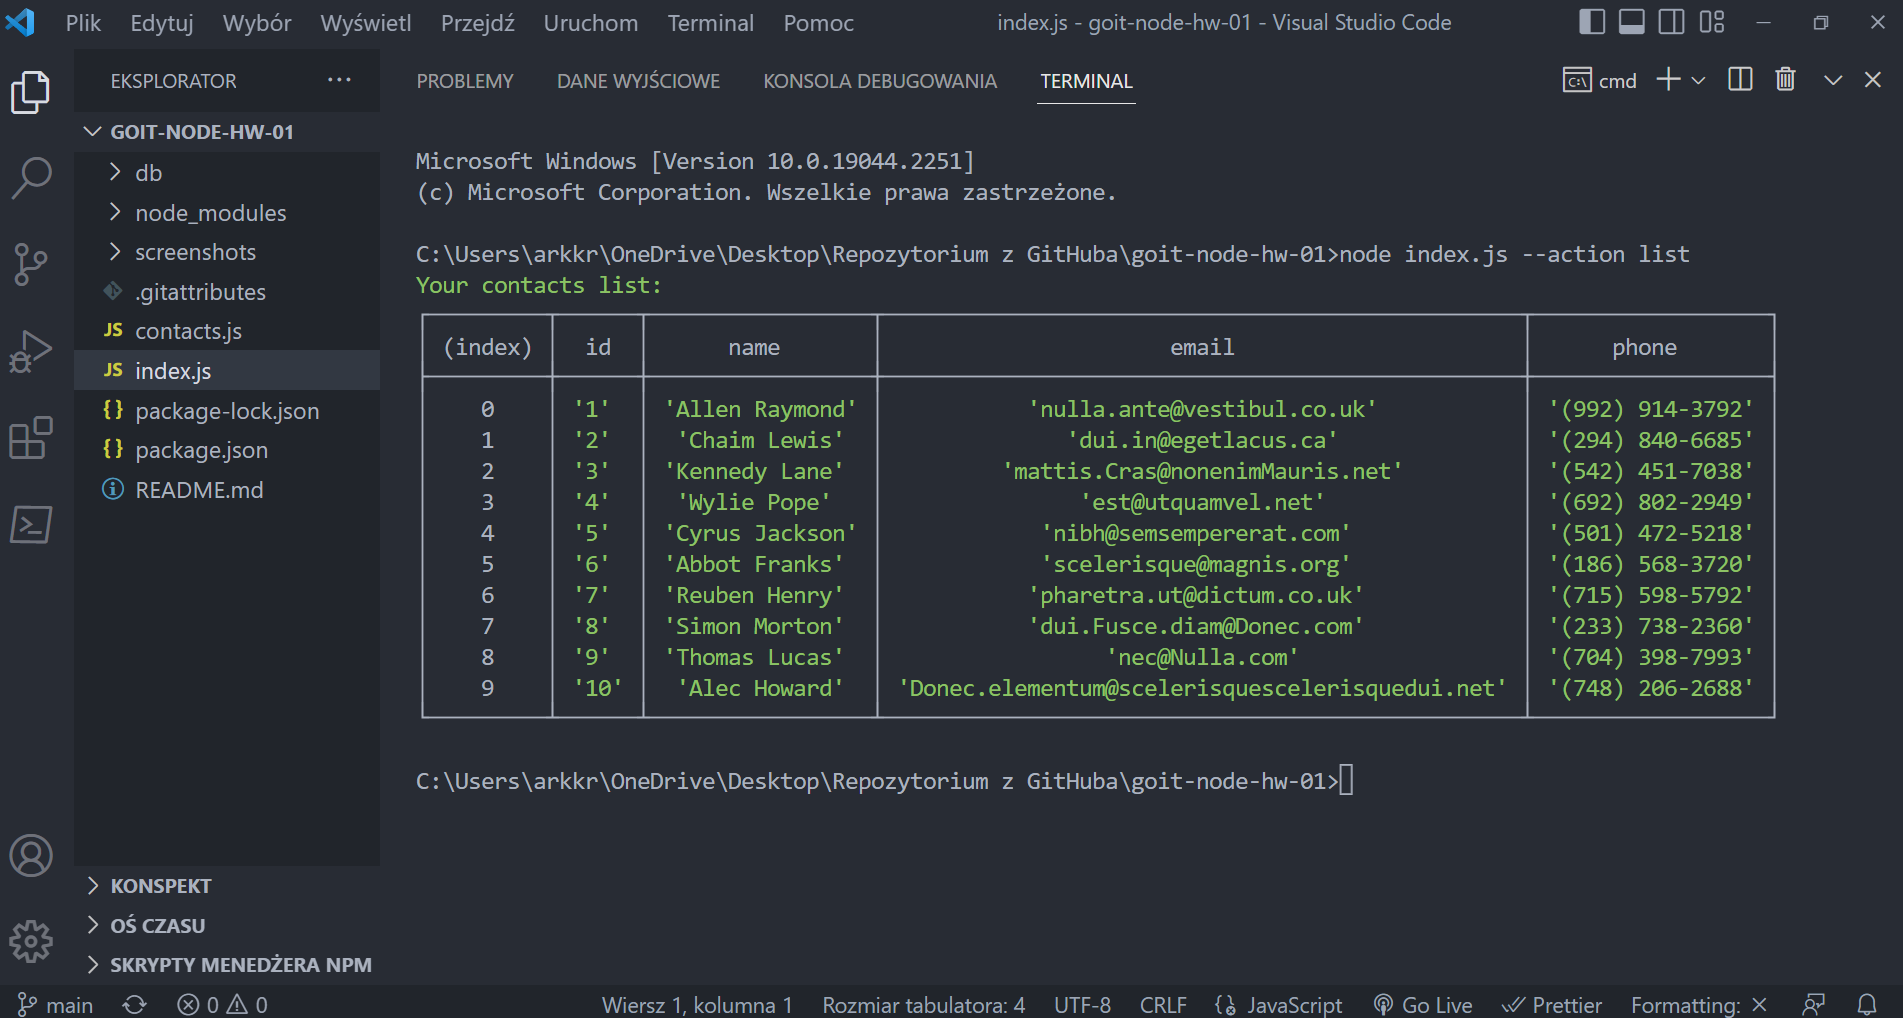 Plik Edytuj Wybór Wyświetl Przejdź Uruchom Terminal Pomoc index.js - goit-node-hw-01 - Visual Studio Code
EKSPLORATOR ···
GOIT-NODE-HW-01
db
node_modules
screenshots
.gitattributes
JS contacts.js
JS index.js
{} package-lock.json
{} package.json
README.md
KONSPEKT
OŚ CZASU
SKRYPTY MENEDŻERA NPM
PROBLEMY DANE WYJŚCIOWE KONSOLA DEBUGOWANIA TERMINAL cmd
Microsoft Windows [Version 10.0.19044.2251]
(c) Microsoft Corporation. Wszelkie prawa zastrzeżone.
C:\Users\arkkr\OneDrive\Desktop\Repozytorium z GitHuba\goit-node-hw-01>node index.js --action list
Your contacts list:
(index) id name email phone
0 '1' 'Allen Raymond' 'nulla.ante@vestibul.co.uk' '(992) 914-3792'
1 '2' 'Chaim Lewis' 'dui.in@egetlacus.ca' '(294) 840-6685'
2 '3' 'Kennedy Lane' 'mattis.Cras@nonenimMauris.net' '(542) 451-7038'
3 '4' 'Wylie Pope' 'est@utquamvel.net' '(692) 802-2949'
4 '5' 'Cyrus Jackson' 'nibh@semsempererat.com' '(501) 472-5218'
5 '6' 'Abbot Franks' 'scelerisque@magnis.org' '(186) 568-3720'
6 '7' 'Reuben Henry' 'pharetra.ut@dictum.co.uk' '(715) 598-5792'
7 '8' 'Simon Morton' 'dui.Fusce.diam@Donec.com' '(233) 738-2360'
8 '9' 'Thomas Lucas' 'nec@Nulla.com' '(704) 398-7993'
9 '10' 'Alec Howard' 'Donec.elementum@scelerisquescelerisquedui.net' '(748) 206-2688'
C:\Users\arkkr\OneDrive\Desktop\Repozytorium z GitHuba\goit-node-hw-01>
main 0 0 Wiersz 1, kolumna 1 Rozmiar tabulatora: 4 UTF-8 CRLF JavaScript Go Live Prettier Formatting: ×